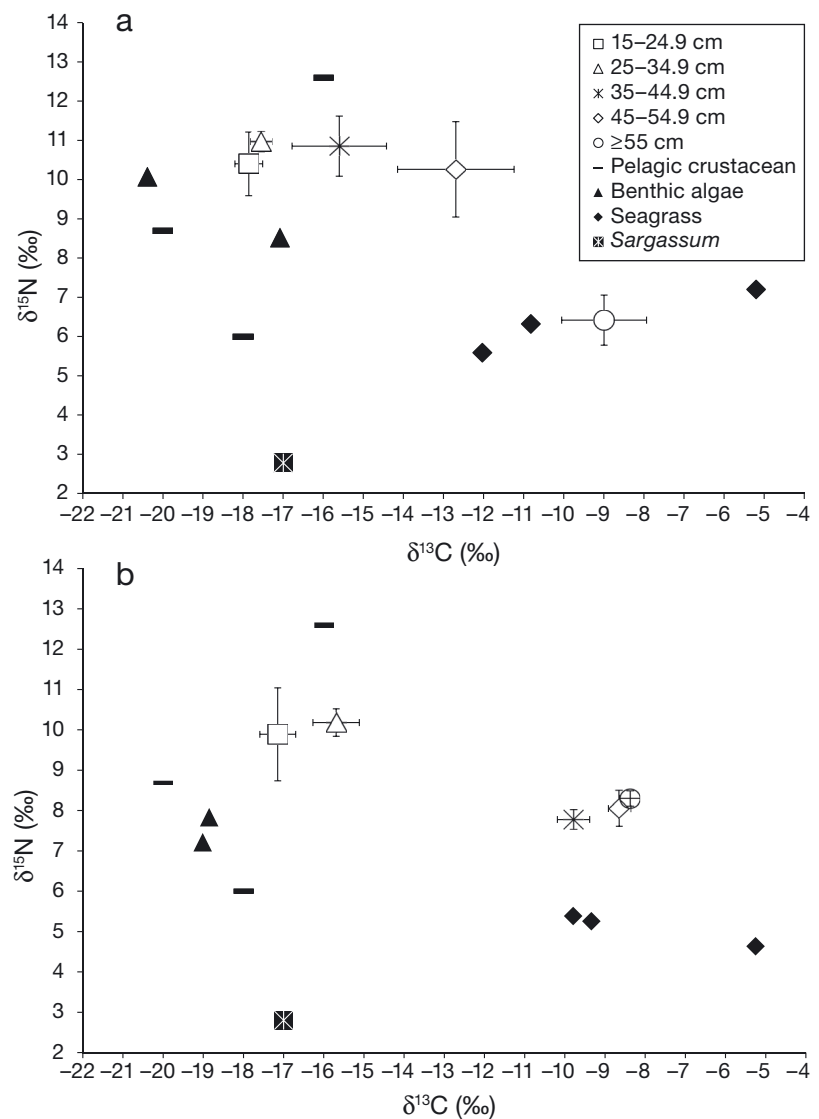 a
14
13
12
11
10
9
8
7
6
5
4
3
2
δ15N (‰)
–22 –21 –20 –19 –18 –17 –16 –15 –14 –13 –12 –11 –10 –9 –8 –7 –6 –5 –4
δ13C (‰)
15–24.9 cm
25–34.9 cm
35–44.9 cm
45–54.9 cm
≥55 cm
Pelagic crustacean
Benthic algae
Seagrass
Sargassum
b
14
13
12
11
10
9
8
7
6
5
4
3
2
δ15N (‰)
–22 –21 –20 –19 –18 –17 –16 –15 –14 –13 –12 –11 –10 –9 –8 –7 –6 –5 –4
δ13C (‰)